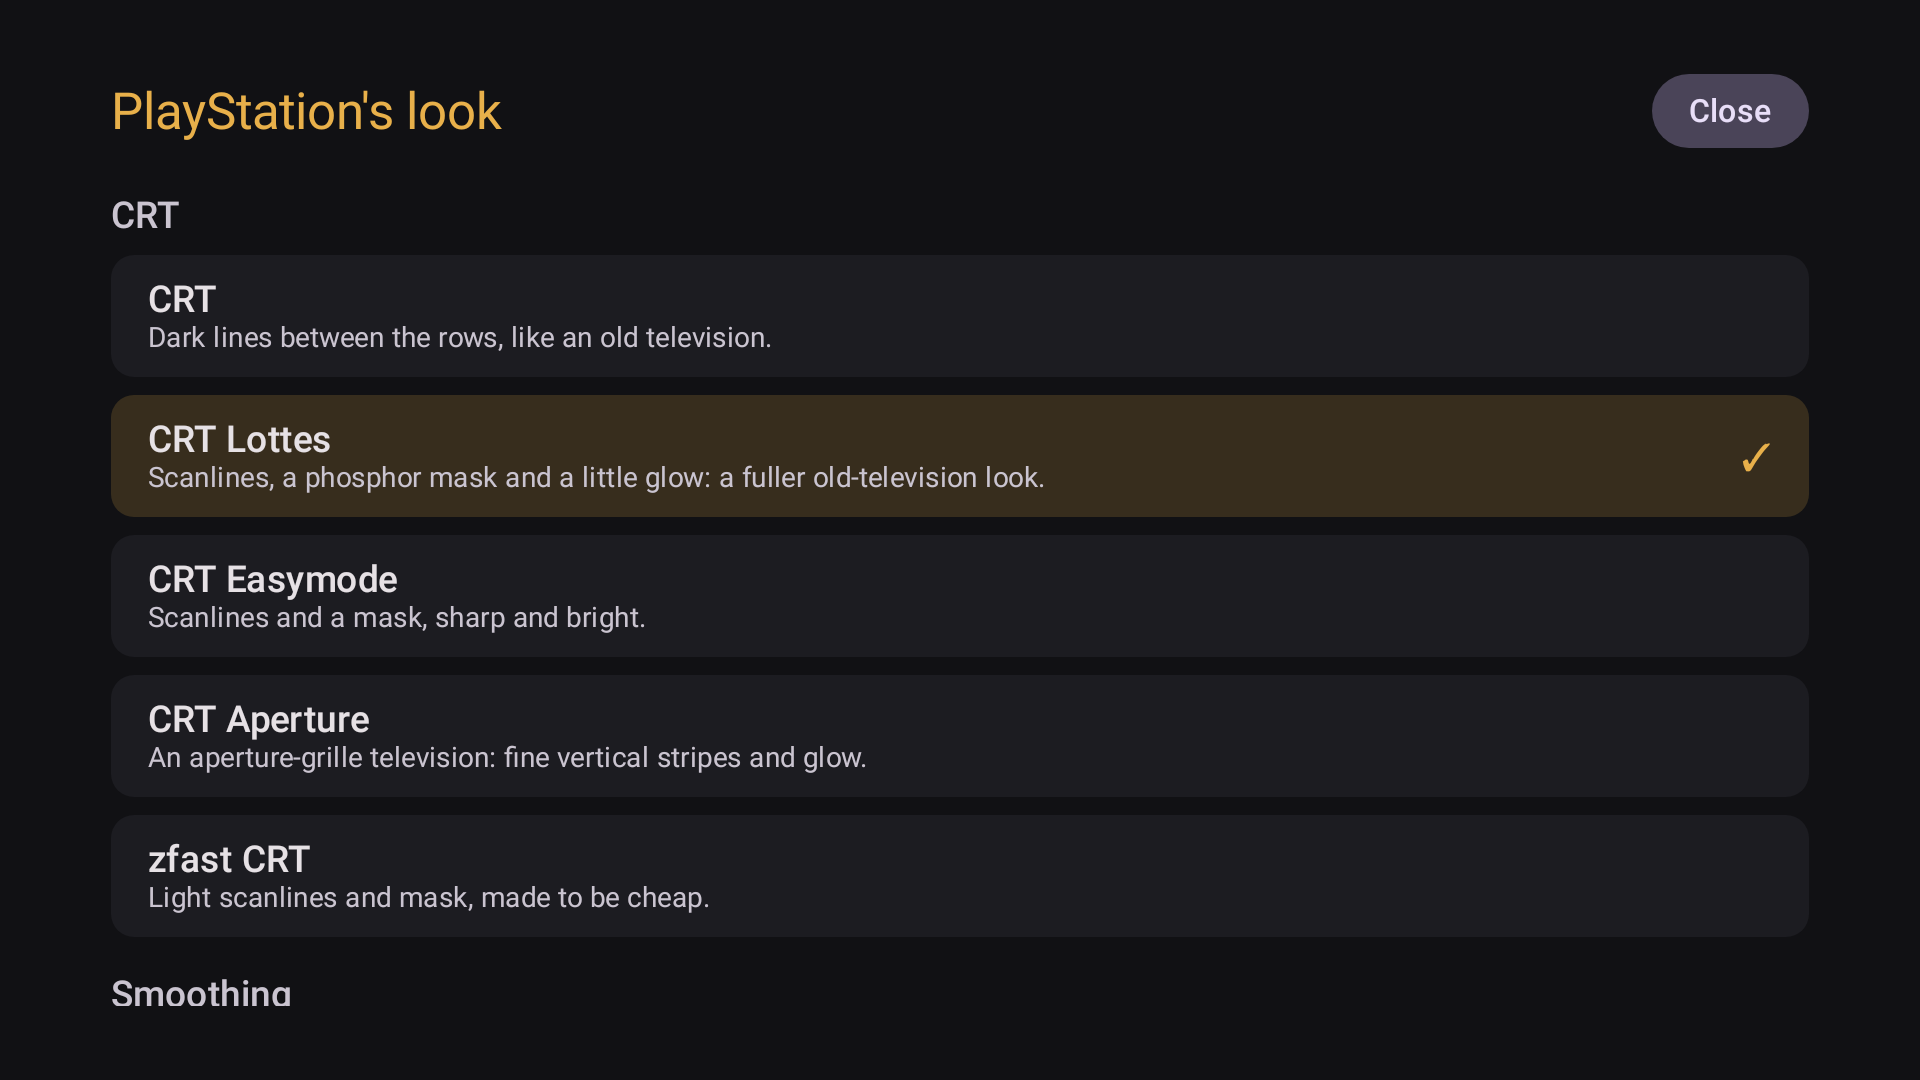 PlayStation's look
Close
CRT
CRT
Dark lines between the rows, like an old television.
CRT Lottes
Scanlines, a phosphor mask and a little glow: a fuller old-television look.
✓
CRT Easymode
Scanlines and a mask, sharp and bright.
CRT Aperture
An aperture-grille television: fine vertical stripes and glow.
zfast CRT
Light scanlines and mask, made to be cheap.
Smoothing